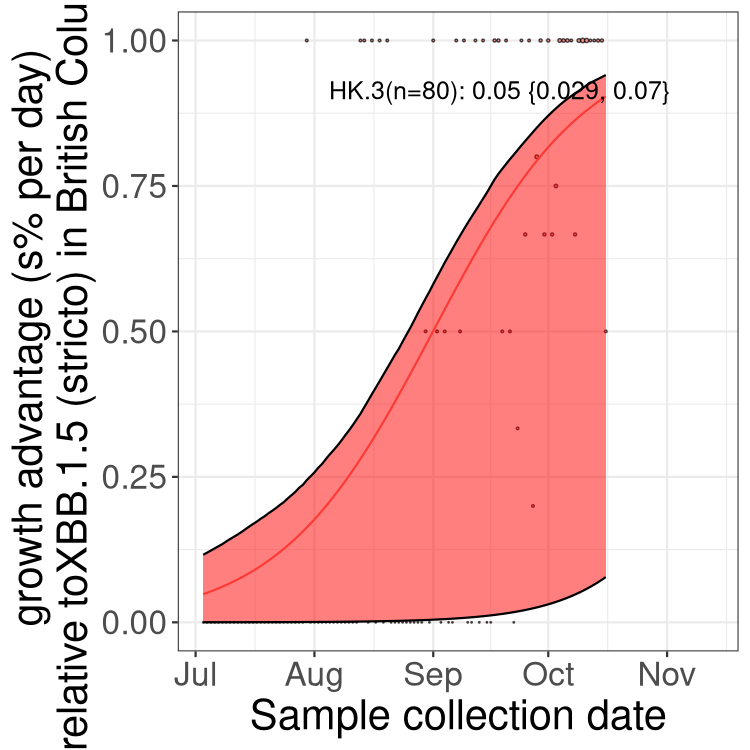 growth advantage (s% per day)
relative toXBB.1.5 (stricto) in British Colu
1.00
0.75
0.50
0.25
0.00
HK.3(n=80): 0.05 {0.029, 0.07}
Jul Aug Sep Oct Nov
Sample collection date